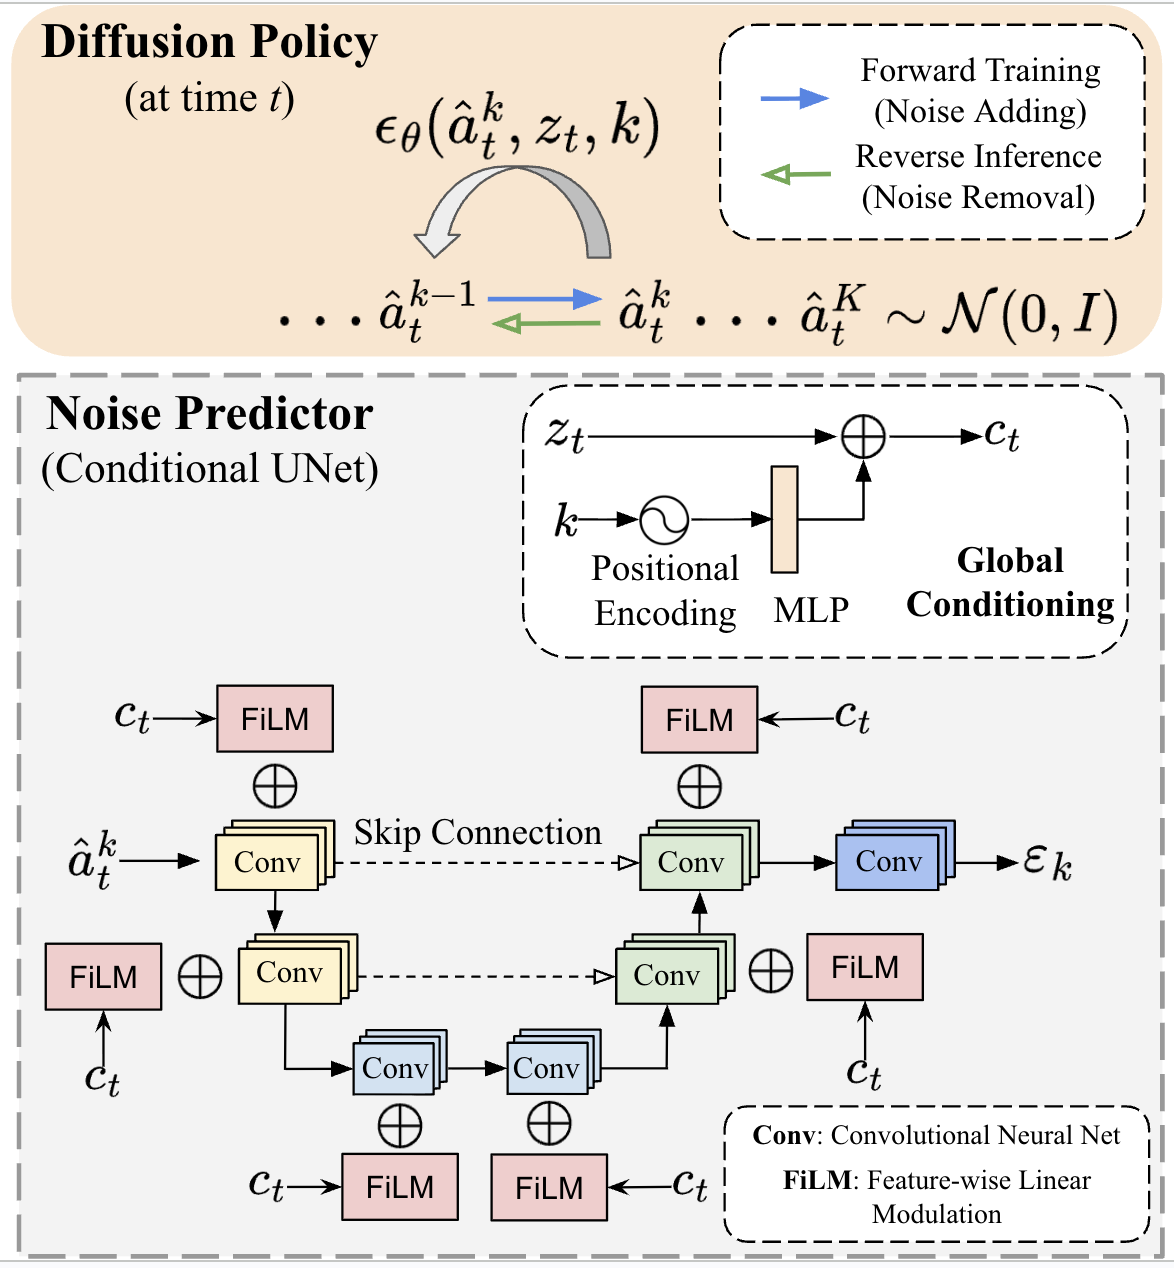 Diffusion Policy
(at time t)
Forward Training
(Noise Adding)
Reverse Inference
(Noise Removal)
ϵ_θ(â_t^k, z_t, k)
... â_t^{k−1} â_t^k ... â_t^K ∼ 𝒩(0, I)
Noise Predictor
(Conditional UNet)
z_t ⊕ c_t
k
Positional
Encoding
MLP
Global
Conditioning
c_t FiLM
FiLM c_t
⊕ ⊕
â_t^k Conv Skip Connection Conv Conv ε_k
FiLM ⊕ Conv Conv ⊕ FiLM
c_t Conv Conv c_t
⊕ ⊕
c_t FiLM FiLM c_t
Conv: Convolutional Neural Net
FiLM: Feature-wise Linear
Modulation